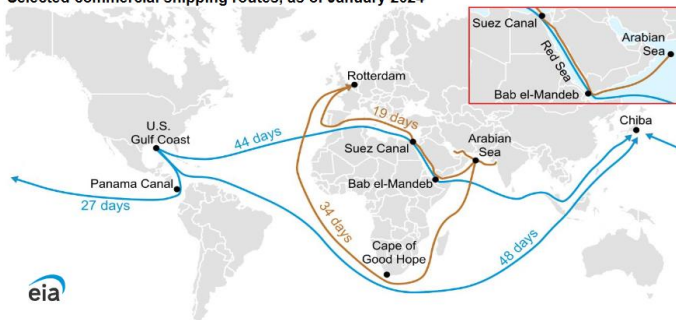 Selected commercial shipping routes, as of January 2024
Suez Canal
Red Sea
Arabian
Sea
Bab el-Mandeb
Rotterdam
19 days
U.S.
Gulf Coast
44 days
Suez Canal
Arabian
Sea
Chiba
Panama Canal
Bab el-Mandeb
27 days
34 days
Cape of
Good Hope
48 days
eia